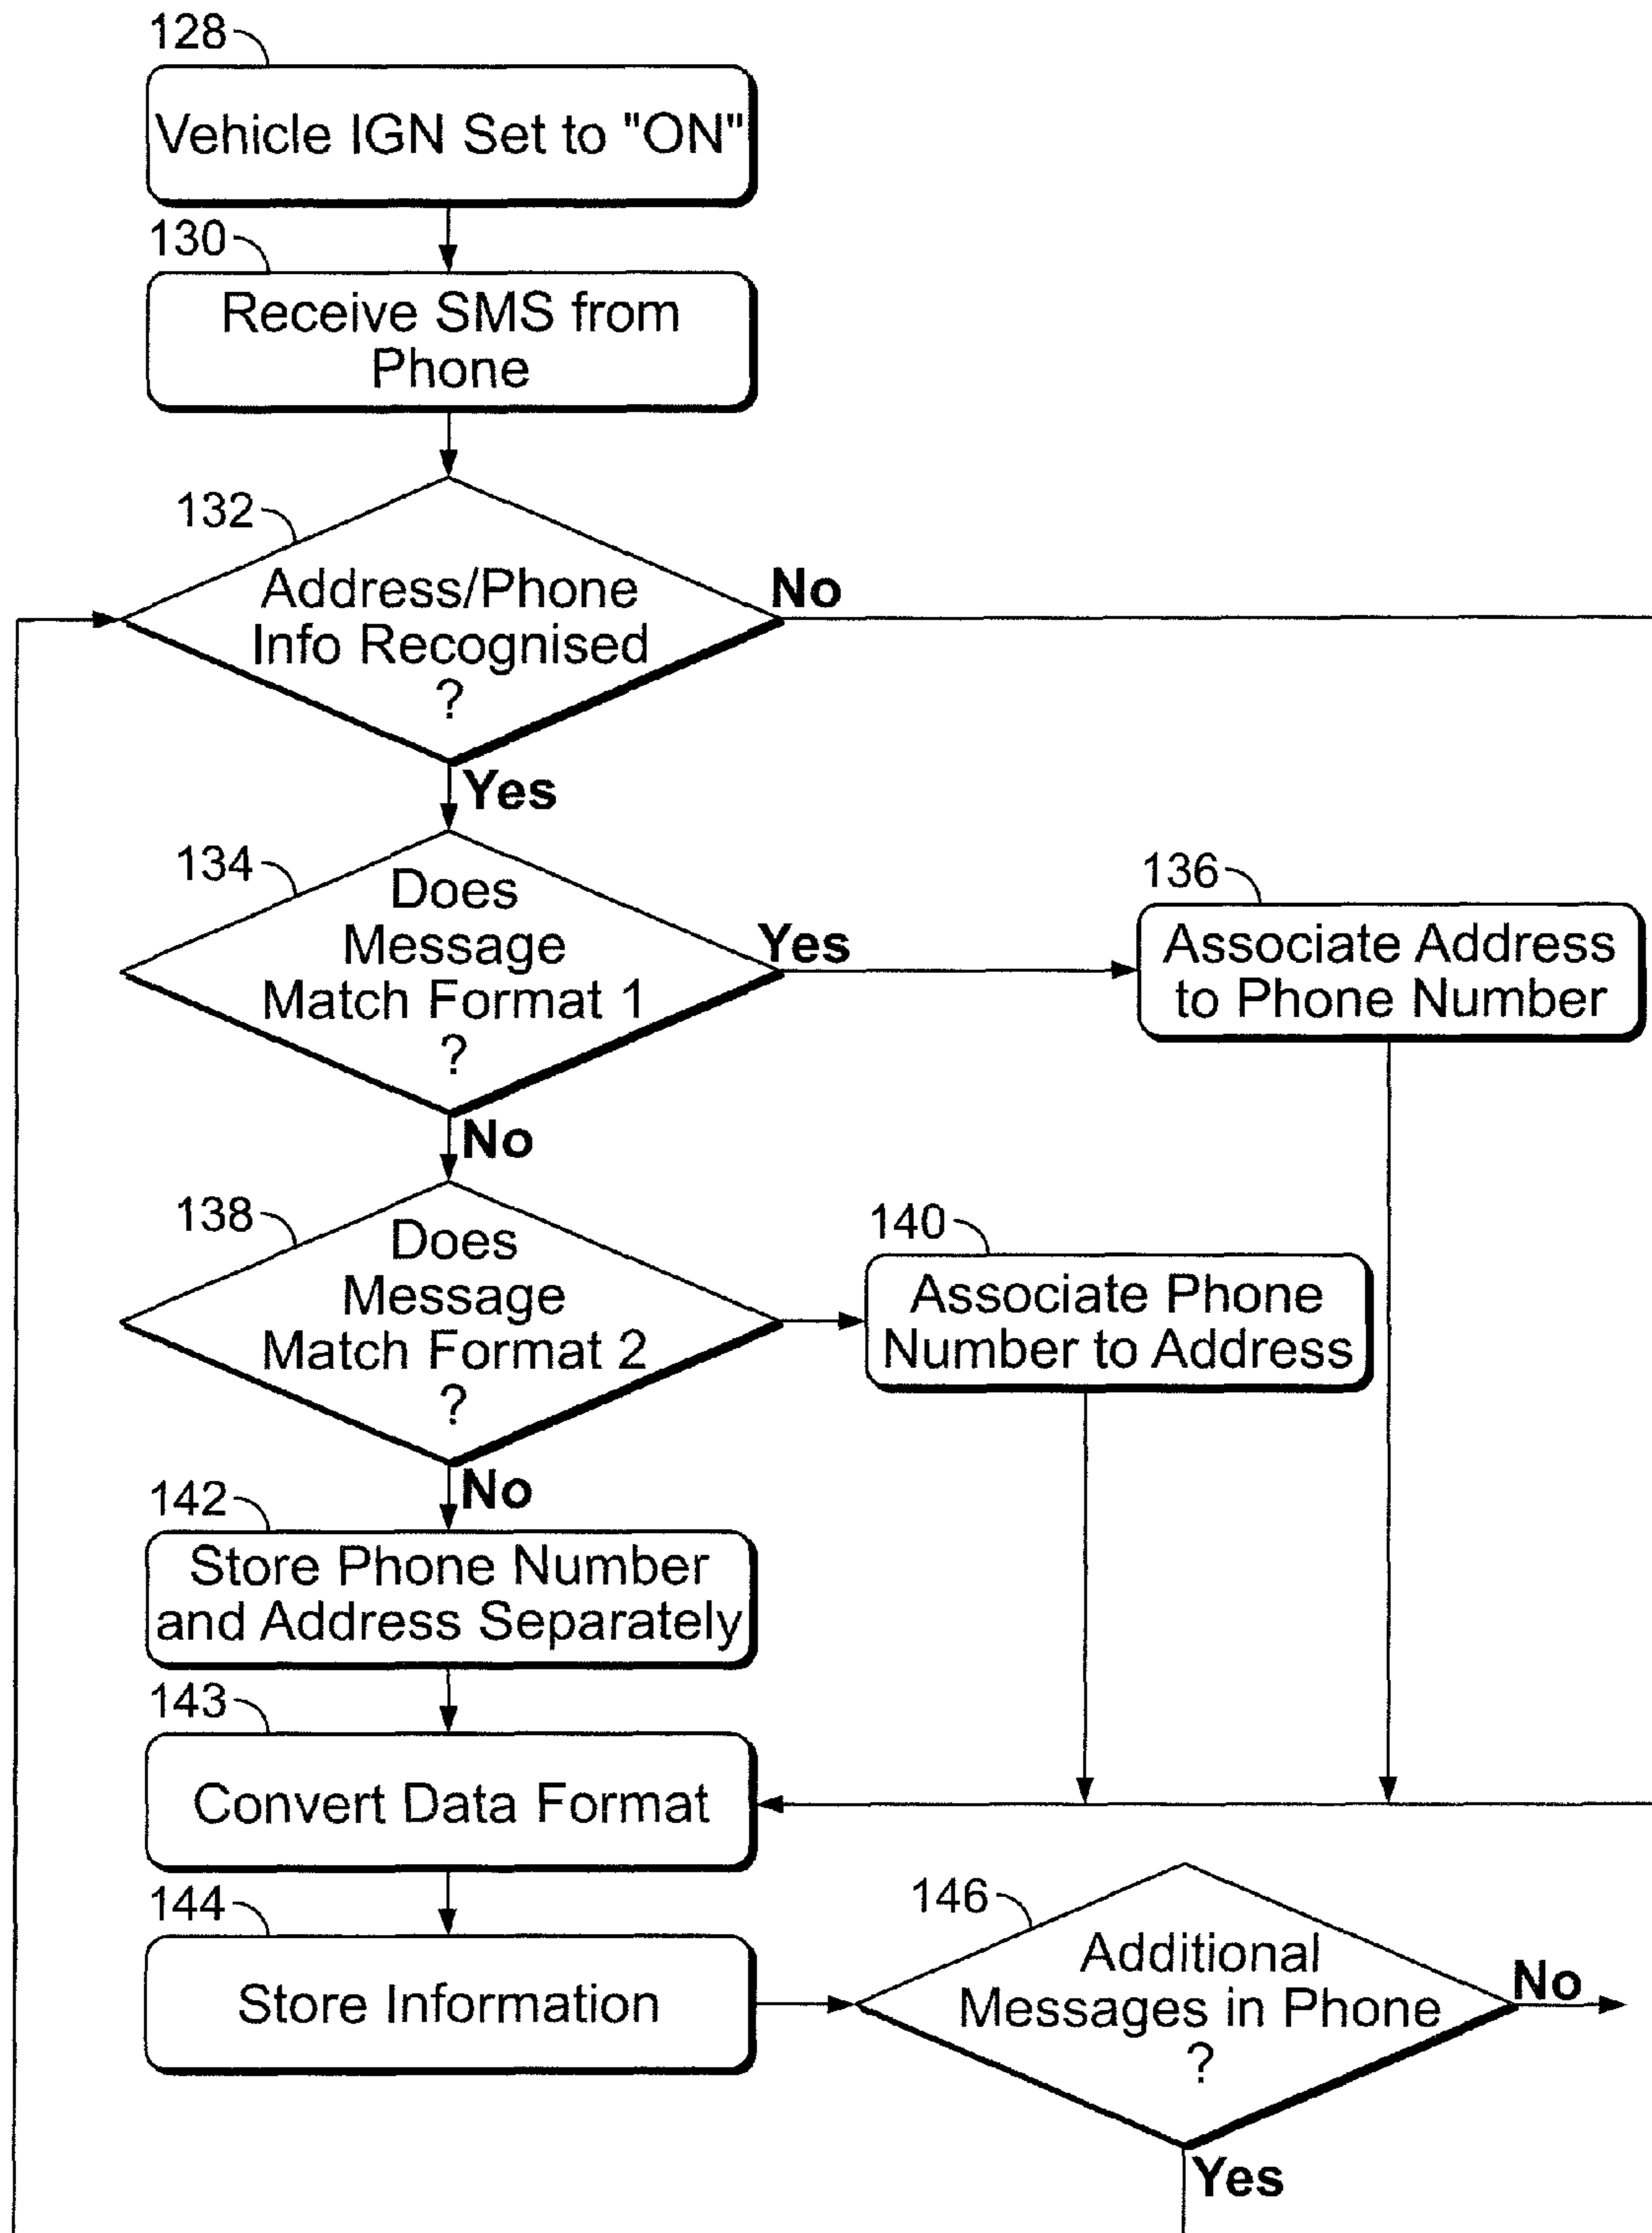 128
Vehicle IGN Set to "ON"
130
Receive SMS from
Phone
132
Address/Phone
Info Recognised
?
No
Yes
134
Does
Message
Match Format 1
?
Yes
136
Associate Address
to Phone Number
No
138
Does
Message
Match Format 2
?
140
Associate Phone
Number to Address
No
142
Store Phone Number
and Address Separately
143
Convert Data Format
144
Store Information
146
Additional
Messages in Phone
?
No
Yes